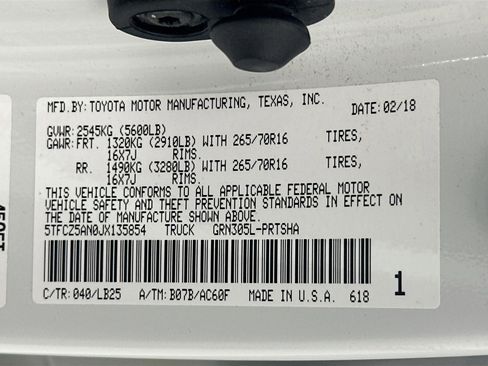 MFD.BY: TOYOTA MOTOR MANUFACTURING, TEXAS, INC. DATE: 02/18
GVWR: 2545KG (5600LB)
GAWR: FRT. 1320KG (2910LB) WITH 265/70R16 TIRES,
16X7J RIMS.
RR. 1490KG (3280LB) WITH 265/70R16 TIRES,
16X7J RIMS.
THIS VEHICLE CONFORMS TO ALL APPLICABLE FEDERAL MOTOR
VEHICLE SAFETY AND THEFT PREVENTION STANDARDS IN EFFECT ON
THE DATE OF MANUFACTURE SHOWN ABOVE.
5TFCZ5AN0JX135854 TRUCK GRN305L-PRTSHA
C/TR: 040/LB25 A/TM: B07B/AC60F MADE IN U.S.A. 618 1